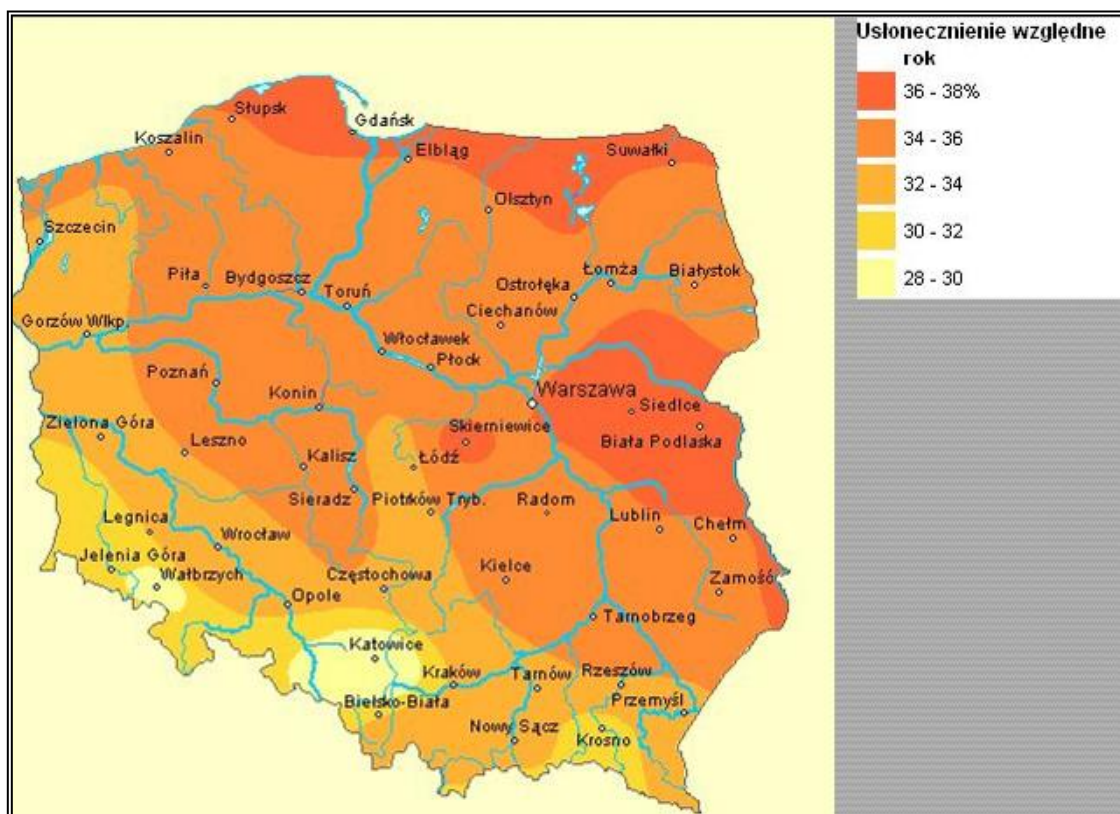 Usłonecznienie względne
rok
36 - 38%
34 - 36
32 - 34
30 - 32
28 - 30
Słupsk
Gdańsk
Koszalin
Elbląg
Suwałki
Olsztyn
Szczecin
Piła
Bydgoszcz
Toruń
Ostrołęka
Łomża
Białystok
Ciechanów
Gorzów Wlkp.
Włocławek
Płock
Poznań
Konin
Warszawa
Siedlce
Zielona Góra
Leszno
Kalisz
Skierniewice
Łódź
Biała Podlaska
Sieradz
Piotrków Tryb.
Radom
Lublin
Chełm
Legnica
Wrocław
Jelenia Góra
Wałbrzych
Opole
Częstochowa
Kielce
Zamość
Tarnobrzeg
Katowice
Kraków
Tarnów
Rzeszów
Przemyśl
Bielsko-Biała
Nowy Sącz
Krosno